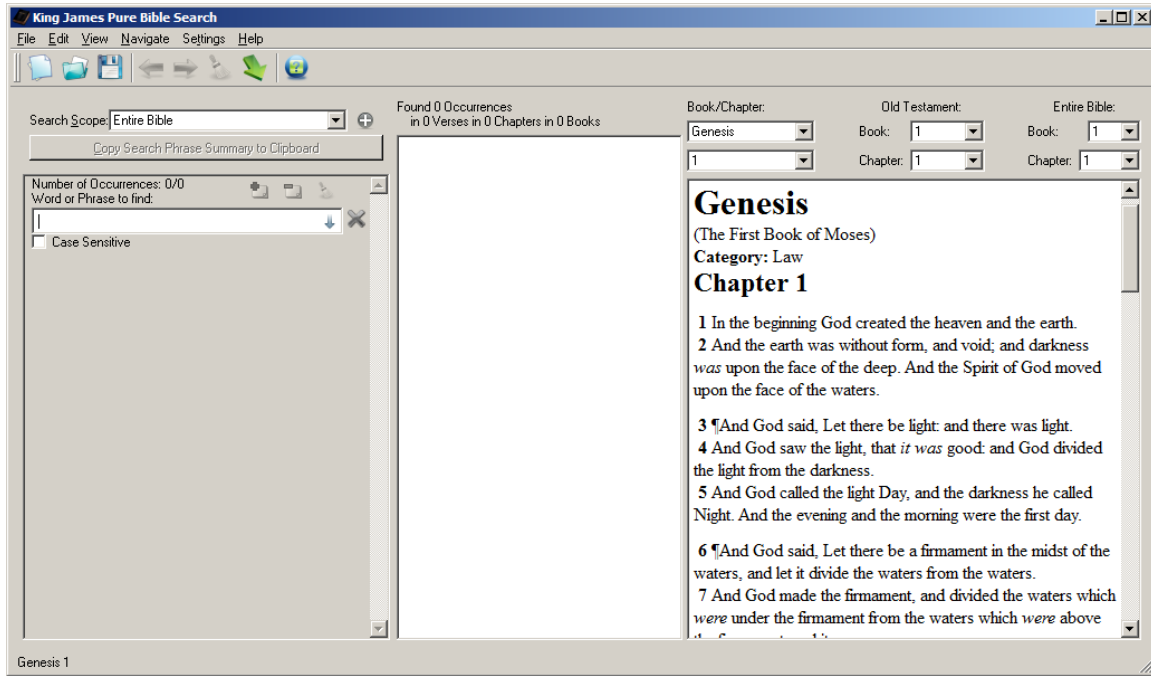 King James Pure Bible Search
File Edit View Navigate Settings Help
Search Scope: Entire Bible
Copy Search Phrase Summary to Clipboard
Number of Occurrences: 0/0
Word or Phrase to find:
Case Sensitive
Found 0 Occurrences
in 0 Verses in 0 Chapters in 0 Books
Book/Chapter: Old Testament: Entire Bible:
Genesis Book: 1 Book: 1
1 Chapter: 1 Chapter: 1
Genesis
(The First Book of Moses)
Category: Law
Chapter 1
1 In the beginning God created the heaven and the earth.
2 And the earth was without form, and void; and darkness
was upon the face of the deep. And the Spirit of God moved
upon the face of the waters.
3 ¶And God said, Let there be light: and there was light.
4 And God saw the light, that it was good: and God divided
the light from the darkness.
5 And God called the light Day, and the darkness he called
Night. And the evening and the morning were the first day.
6 ¶And God said, Let there be a firmament in the midst of the
waters, and let it divide the waters from the waters.
7 And God made the firmament, and divided the waters which
were under the firmament from the waters which were above
Genesis 1